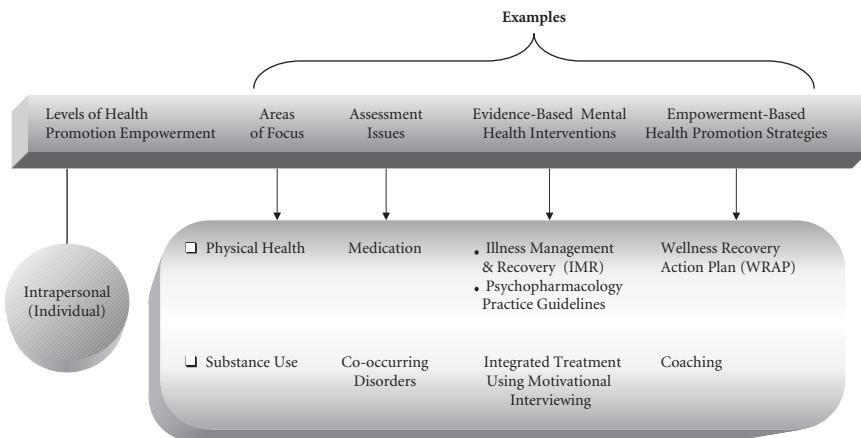 Examples
Levels of Health
Promotion Empowerment
Areas
of Focus
Assessment
Issues
Evidence-Based Mental
Health Interventions
Empowerment-Based
Health Promotion Strategies
Intrapersonal
(Individual)
❑ Physical Health
Medication
• Illness Management
& Recovery (IMR)
• Psychopharmacology
Practice Guidelines
Wellness Recovery
Action Plan (WRAP)
❑ Substance Use
Co-occurring
Disorders
Integrated Treatment
Using Motivational
Interviewing
Coaching